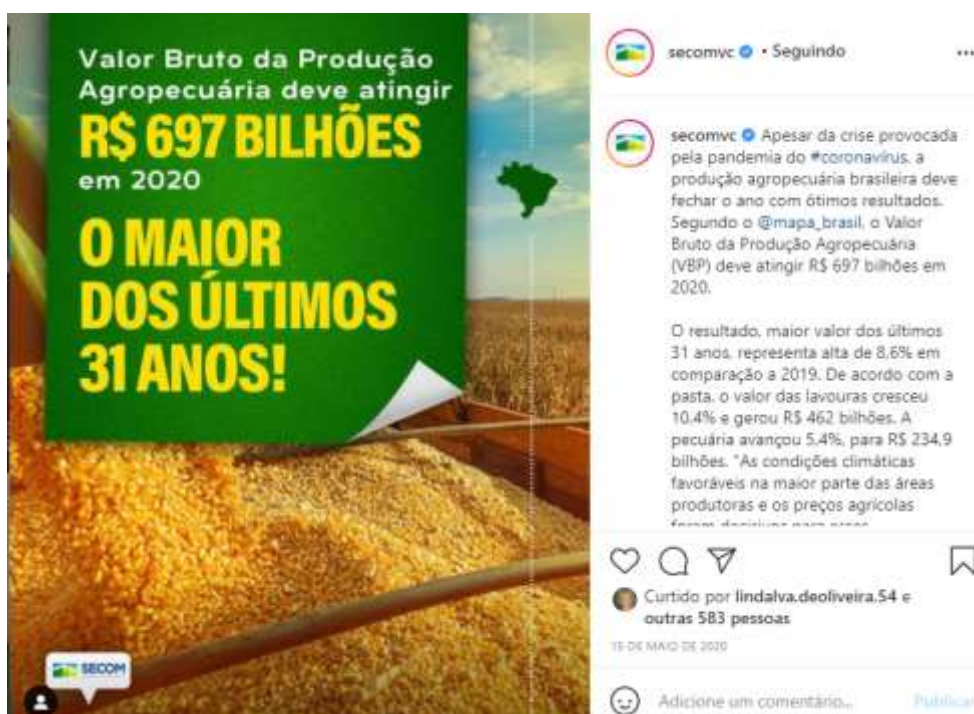 Valor Bruto da Produção
Agropecuária deve atingir
R$ 697 BILHÕES
em 2020
O MAIOR
DOS ÚLTIMOS
31 ANOS!
SECOM
secomvc • Seguindo
...
secomvc Apesar da crise provocada
pela pandemia do #coronavírus, a
produção agropecuária brasileira deve
fechar o ano com ótimos resultados.
Segundo o @mapa_brasil, o Valor
Bruto da Produção Agropecuária
(VBP) deve atingir R$ 697 bilhões em
2020.
O resultado, maior valor dos últimos
31 anos, representa alta de 8,6% em
comparação a 2019. De acordo com a
pasta, o valor das lavouras cresceu
10,4% e gerou R$ 462 bilhões. A
pecuária avançou 5,4%, para R$ 234,9
bilhões. "As condições climáticas
favoráveis na maior parte das áreas
produtoras e os preços agrícolas
Curtido por lindalva.deoliveira.54 e
outras 583 pessoas
15 DE MAIO DE 2020
Adicione um comentário... Publicar